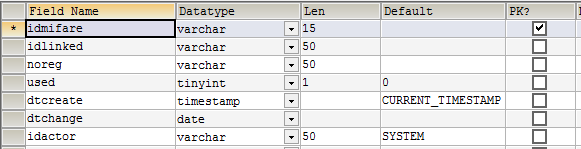 Field Name Datatype Len Default PK?
* idmifare varchar 15
idlinked varchar 50
noreg varchar 50
used tinyint 1 0
dtcreate timestamp CURRENT_TIMESTAMP
dtchange date
idactor varchar 50 SYSTEM